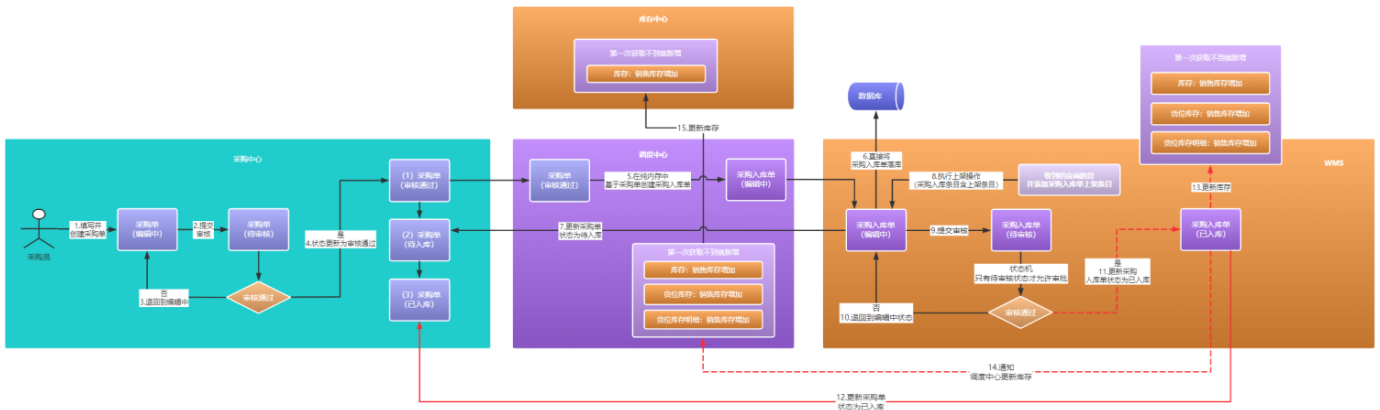 库存中心
第一次获取不到则新增
库存：销售库存增加
15.更新库存
采购中心
采购员
1.填写并
创建采购单
采购单
(编辑中)
2.提交
审核
采购单
(待审核)
审核通过
否
3.退回到编辑中
是
4.状态更新为审核通过
(1) 采购单
(审核通过)
(2) 采购单
(待入库)
(3) 采购单
(已入库)
调度中心
采购单
(审核通过)
5.在纯内存中
基于采购单创建采购入库单
采购入库单
(编辑中)
7.更新采购单
状态为待入库
第一次获取不到则新增
库存：销售库存增加
货位库存：销售库存增加
货位库存明细：销售库存增加
数据库
6.直接将
采购入库单落库
WMS
8.执行上架操作
(采购入库条目含上架条目)
收到供应商的货
并添加采购入库单上架条目
采购入库单
(编辑中)
9.提交审核
采购入库单
(待审核)
状态机
只有待审核状态才允许审批
审核通过
否
10.退回到编辑中状态
是
11.更新采购
入库单状态为已入库
采购入库单
(已入库)
13.更新库存
第一次获取不到则新增
库存：销售库存增加
货位库存：销售库存增加
货位库存明细：销售库存增加
14.通知
调度中心更新库存
12.更新采购单
状态为已入库